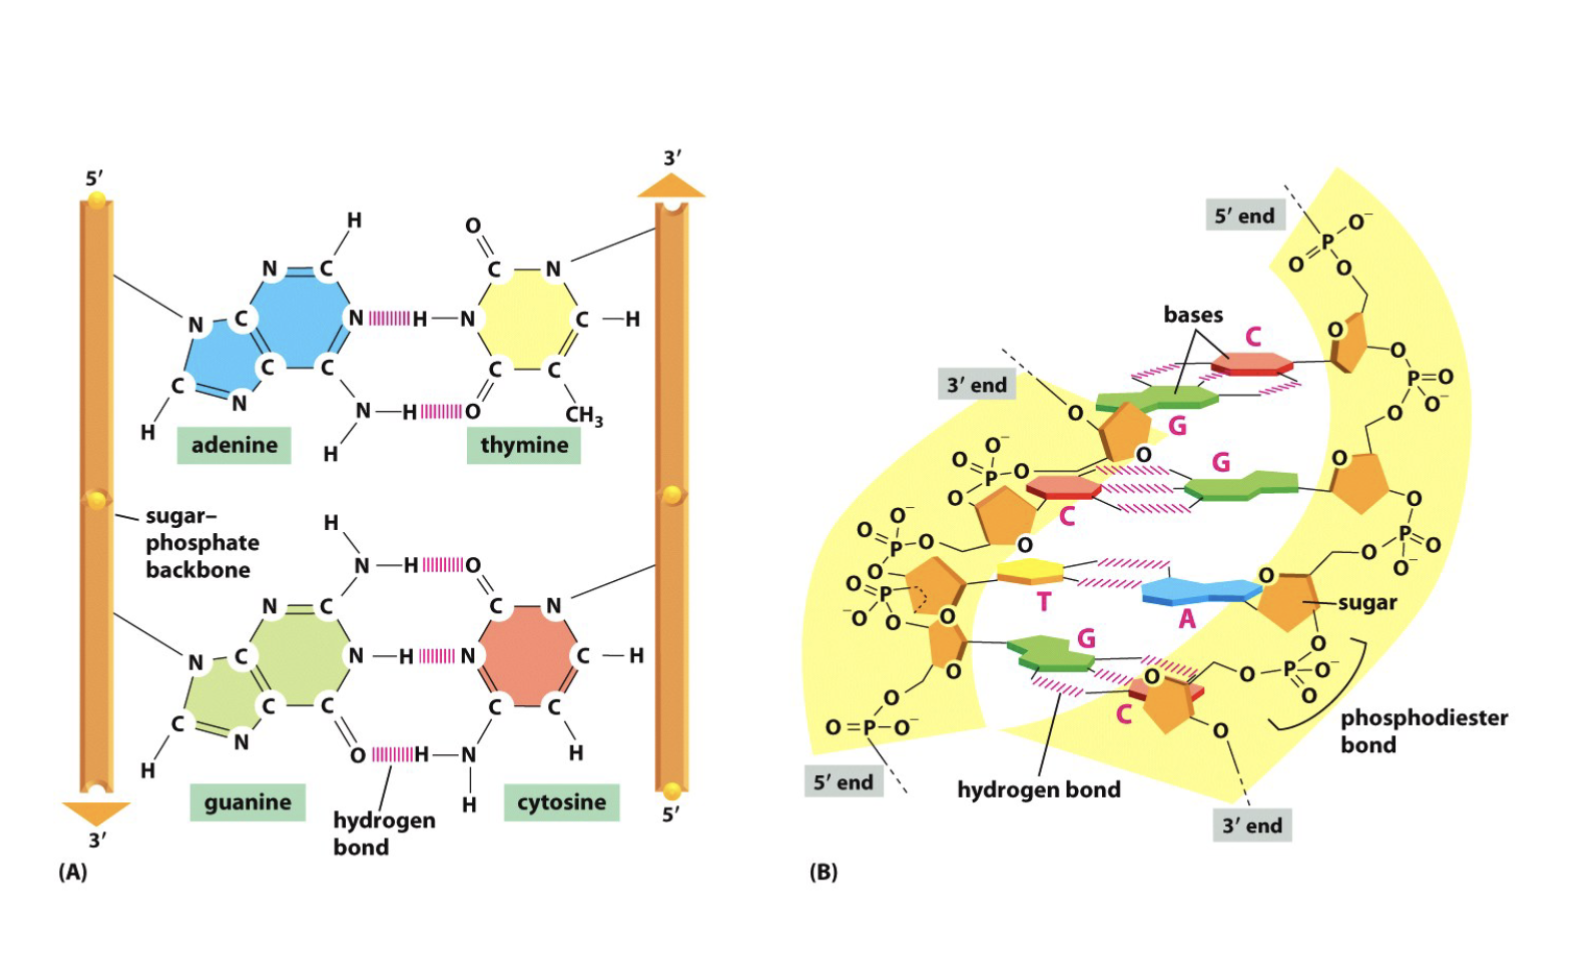 5′
3′
H
O
N
C
C
N
N
C
N
H
N
C
H
C
C
C
C
C
N
N
H
O
CH₃
H
H
adenine
thymine
sugar–
phosphate
backbone
H
N
H
O
N
C
C
N
N
C
N
H
N
C
H
C
C
C
C
C
N
O
H
N
H
H
H
guanine
cytosine
hydrogen
bond
3′
5′
(A)
5′ end
O⁻
P
O
O
bases
C
O
O
3′ end
P
O
O⁻
O
O
G
O
O⁻
O
P
O
G
O
O
C
O
O⁻
O
P
O
O
P
O
O⁻
O
O
O
P
T
A
O
sugar
⁻O
O
O
G
O
O
O
P
O⁻
O
O
C
O
O
P
O⁻
O
phosphodiester
bond
5′ end
hydrogen bond
3′ end
(B)